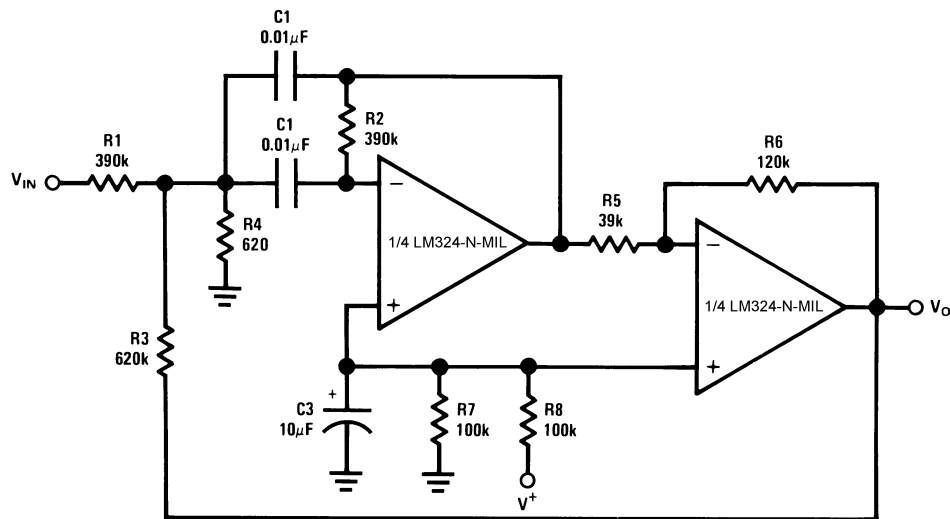 C1
0.01μF
C1
0.01μF
R2
390k
R1
390k
VIN
R4
620
–
+
1/4 LM324-N-MIL
R5
39k
R6
120k
–
+
1/4 LM324-N-MIL
VO
R3
620k
+
C3
10μF
R7
100k
R8
100k
V+